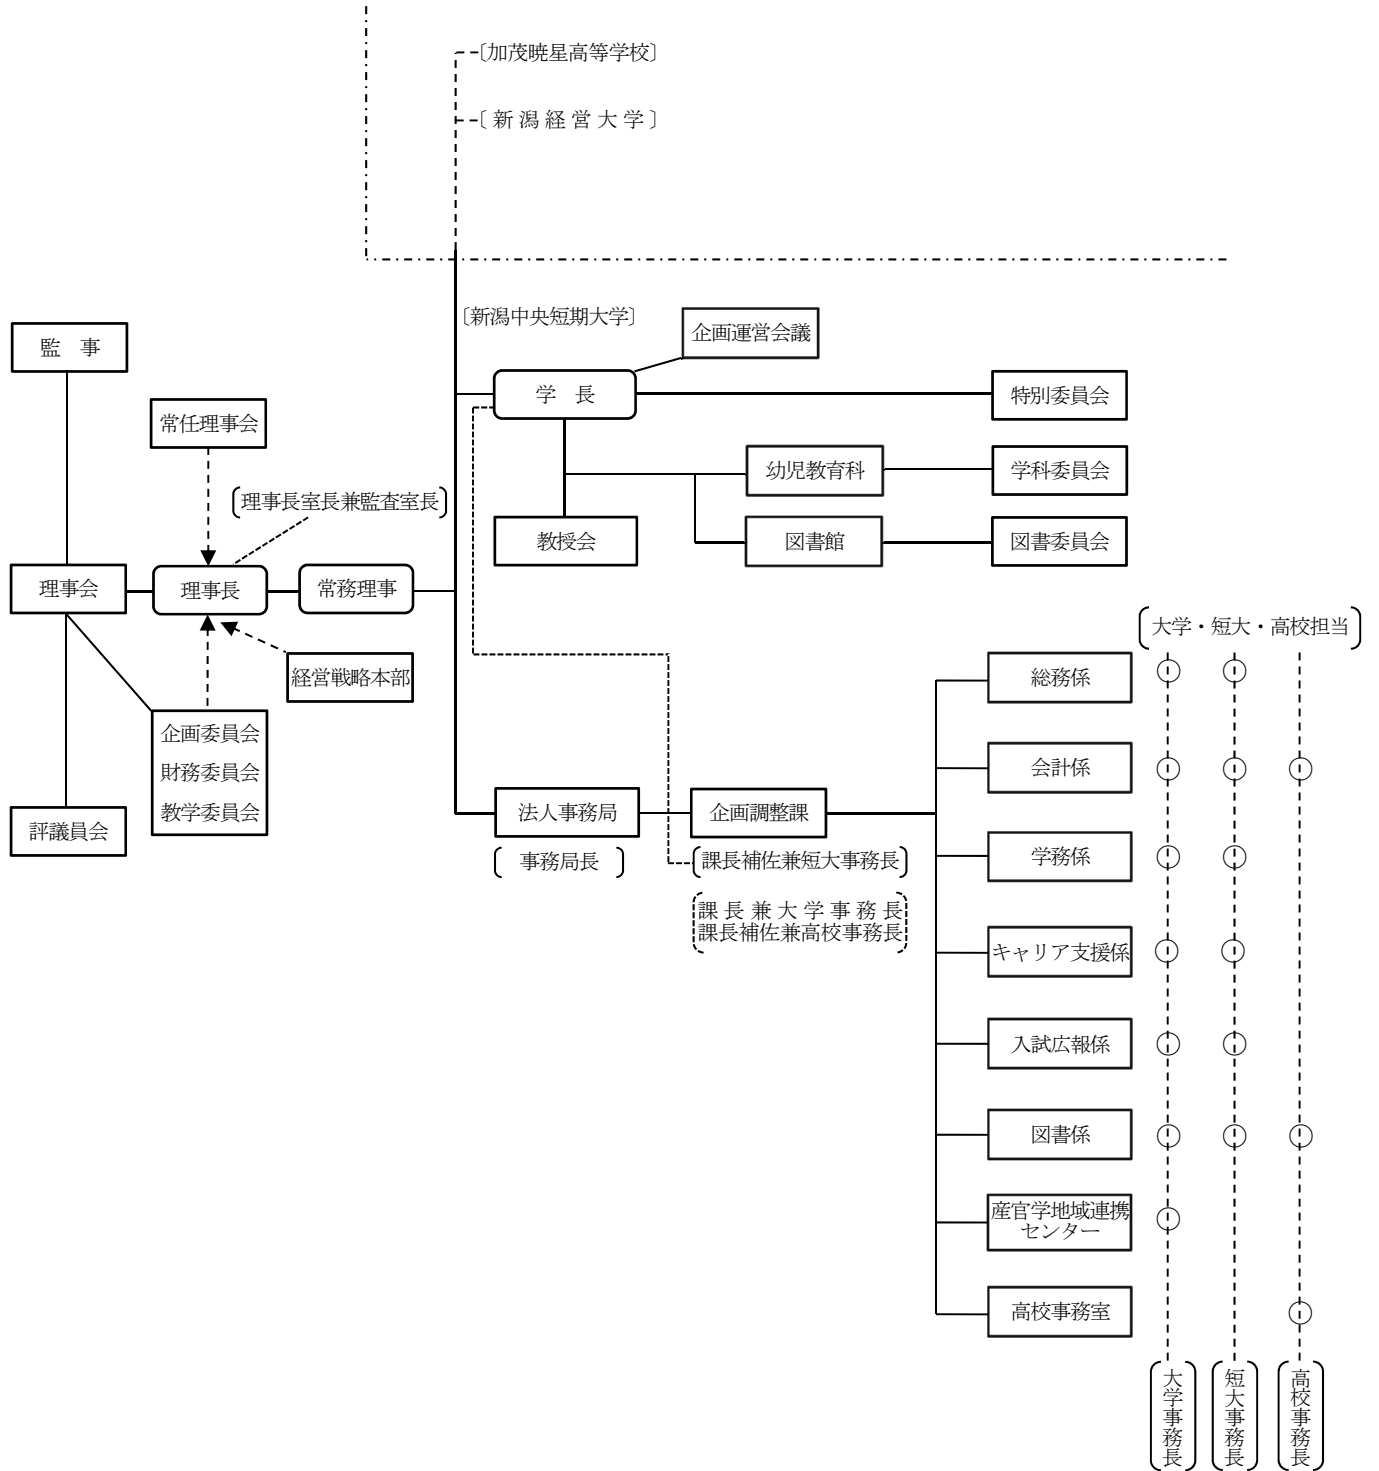 〔加茂暁星高等学校〕
〔新潟経営大学〕
〔新潟中央短期大学〕
企画運営会議
監　事
学　長
特別委員会
常任理事会
幼児教育科
学科委員会
理事長室長兼監査室長
教授会
図書館
図書委員会
理事会
理事長
常務理事
大学・短大・高校担当
経営戦略本部
総務係
企画委員会
財務委員会
教学委員会
会計係
評議員会
法人事務局
企画調整課
事務局長
課長補佐兼短大事務長
学務係
課長兼大学事務長
課長補佐兼高校事務長
キャリア支援係
入試広報係
図書係
産官学地域連携
センター
高校事務室
大学事務長
短大事務長
高校事務長